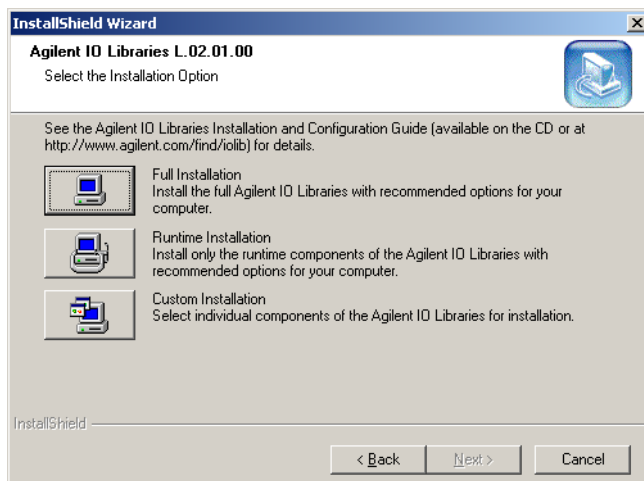 InstallShield Wizard
Agilent IO Libraries L.02.01.00
Select the Installation Option
See the Agilent IO Libraries Installation and Configuration Guide (available on the CD or at
http://www.agilent.com/find/iolib) for details.
Full Installation
Install the full Agilent IO Libraries with recommended options for your
computer.
Runtime Installation
Install only the runtime components of the Agilent IO Libraries with
recommended options for your computer.
Custom Installation
Select individual components of the Agilent IO Libraries for installation.
InstallShield
< Back
Next >
Cancel